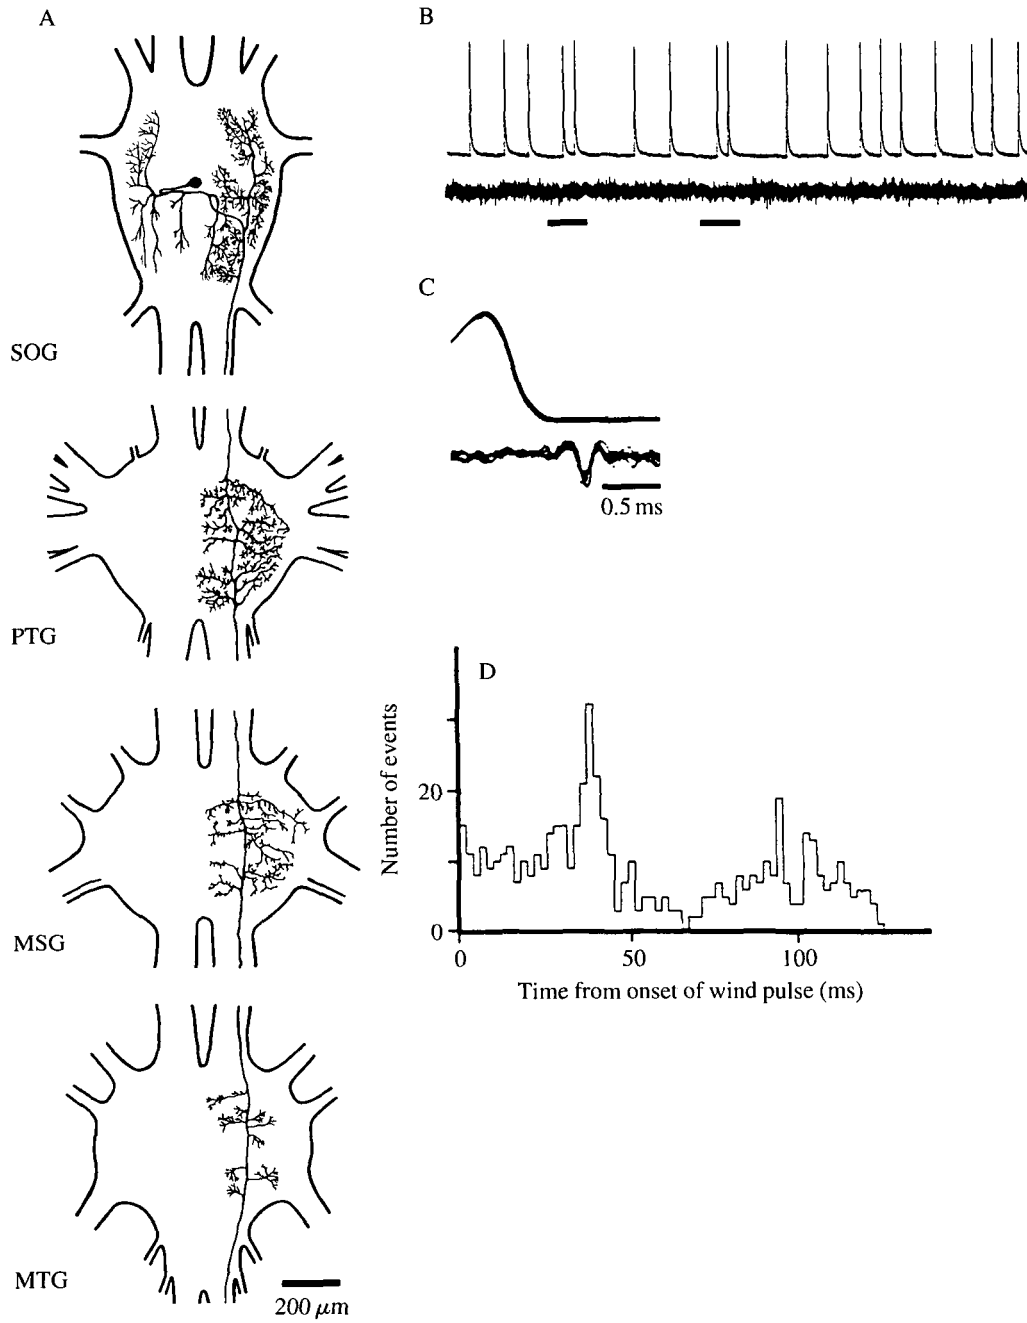 A
B
SOG
C
0.5 ms
PTG
D
Number of events
20
0
0
50
100
Time from onset of wind pulse (ms)
MSG
MTG
200 μm